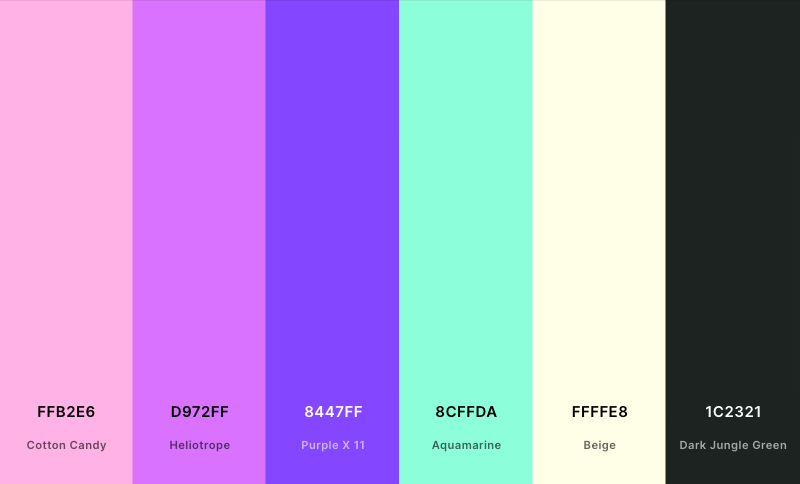 FFB2E6
D972FF
8447FF
8CFFDA
FFFFE8
1C2321
Cotton Candy
Heliotrope
Purple X 11
Aquamarine
Beige
Dark Jungle Green